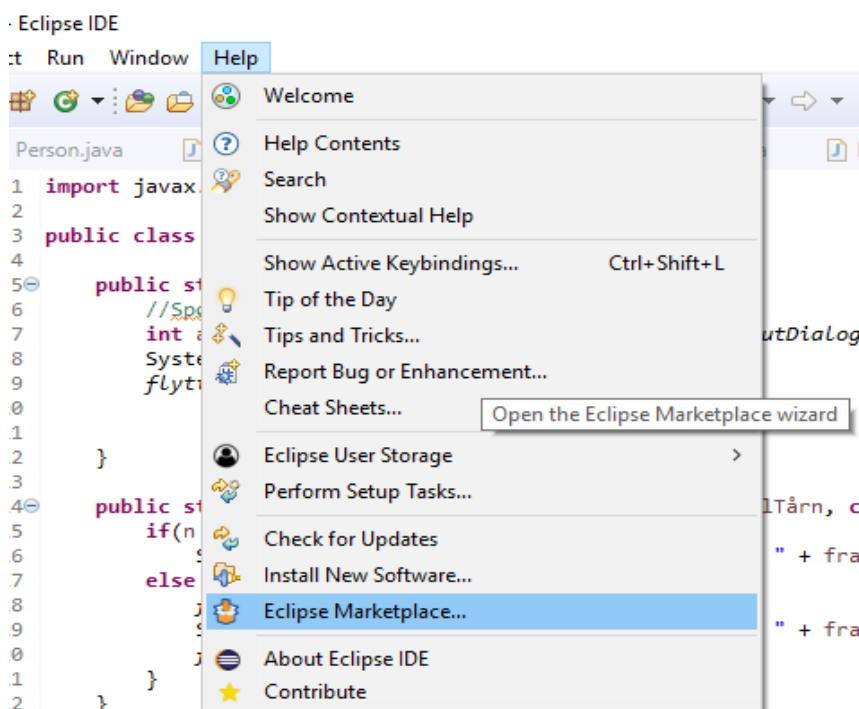 Eclipse IDE
Run Window Help
Welcome
Person.java
Help Contents
1 import javax.
Search
2
Show Contextual Help
3 public class
4
Show Active Keybindings... Ctrl+Shift+L
5 public st
6 //Spø
Tip of the Day
7 int a
Tips and Tricks... utDialog
8 Syste
9 flytt
Report Bug or Enhancement...
0
Cheat Sheets...
Open the Eclipse Marketplace wizard
1
2 }
Eclipse User Storage >
3
Perform Setup Tasks...
4 public st lTårn, c
5 if(n
Check for Updates
6 S " + fra
7 else
Install New Software...
8
Eclipse Marketplace...
9 S " + fra
0
About Eclipse IDE
1 }
Contribute
2 }